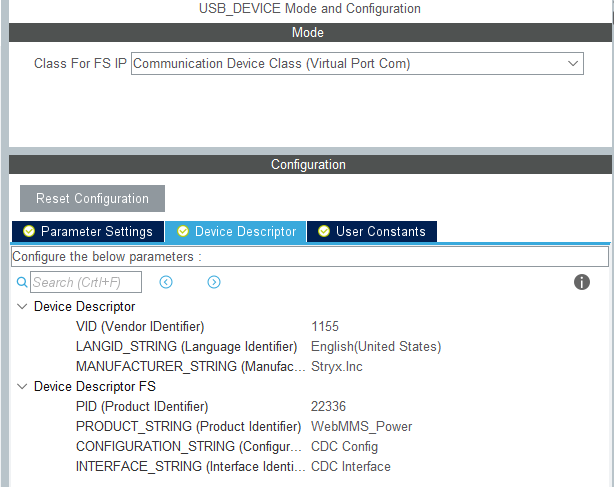 USB_DEVICE Mode and Configuration
Mode
Class For FS IP Communication Device Class (Virtual Port Com)
Configuration
Reset Configuration
Parameter Settings Device Descriptor User Constants
Configure the below parameters :
Search (Crtl+F)
Device Descriptor
VID (Vendor IDentifier) 1155
LANGID_STRING (Language Identifier) English(United States)
MANUFACTURER_STRING (Manufac... Stryx.Inc
Device Descriptor FS
PID (Product IDentifier) 22336
PRODUCT_STRING (Product Identifier) WebMMS_Power
CONFIGURATION_STRING (Configur... CDC Config
INTERFACE_STRING (Interface Identi... CDC Interface